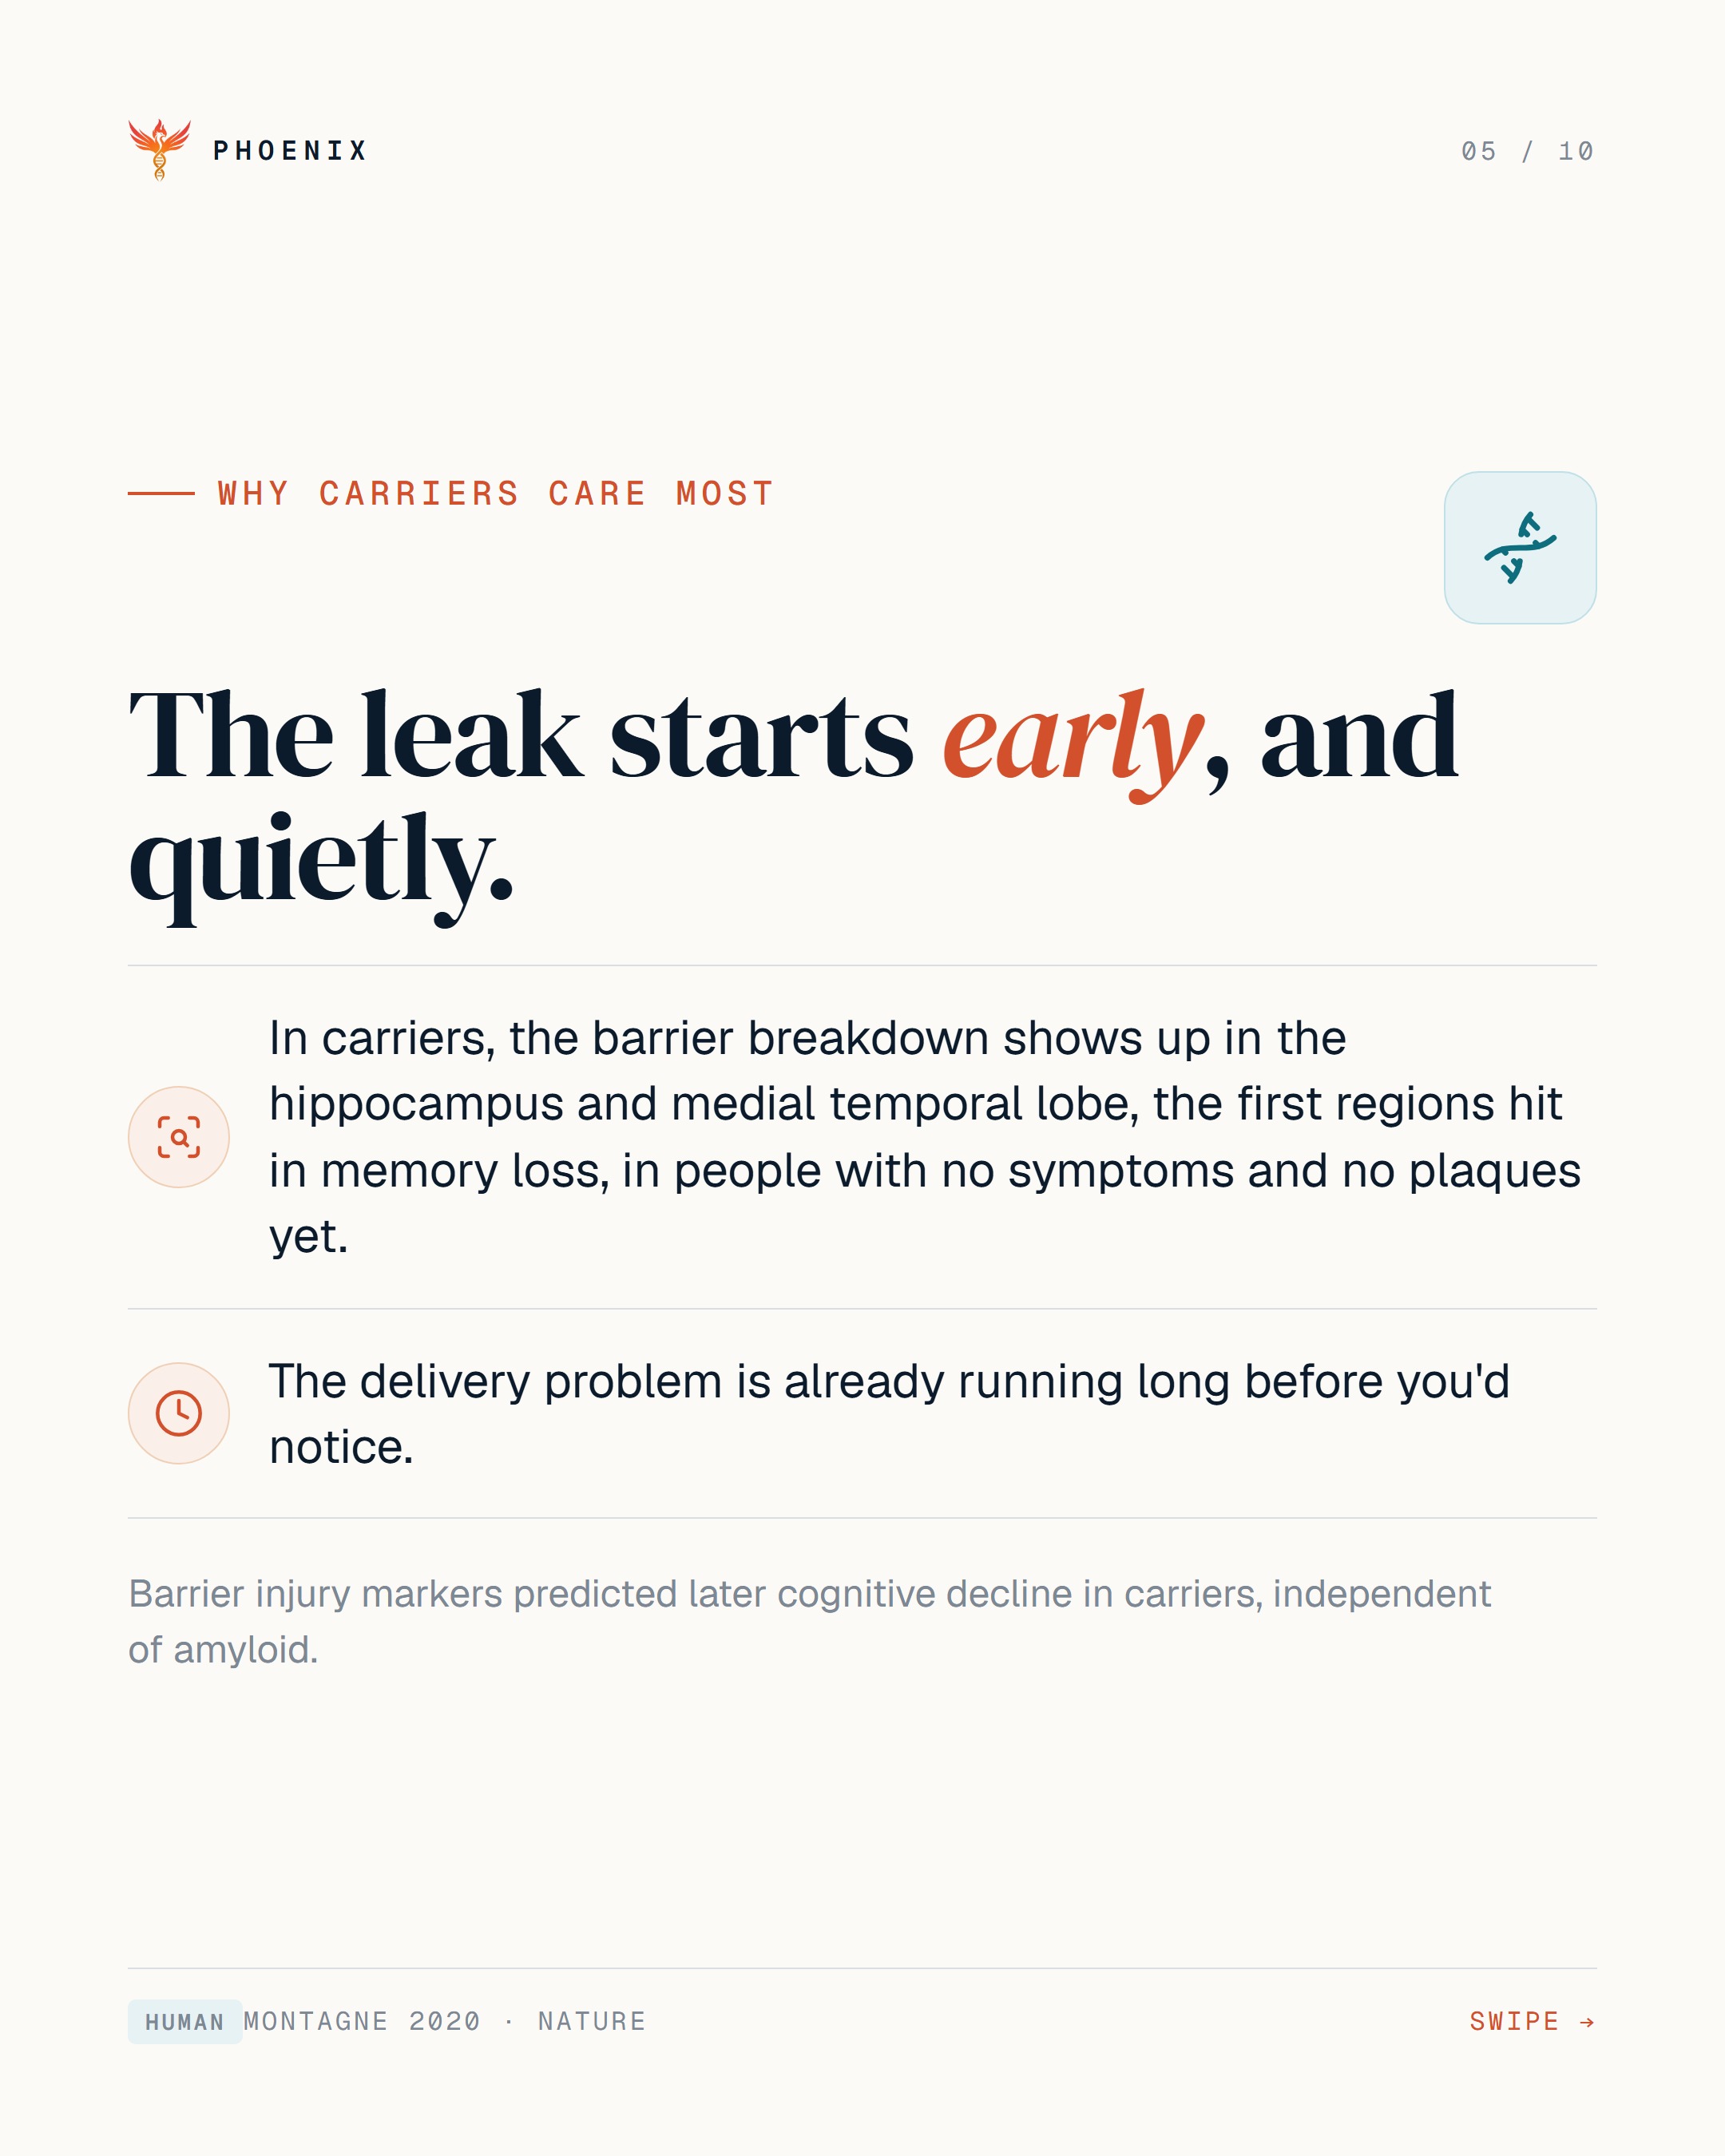 PHOENIX
05 / 10
WHY CARRIERS CARE MOST
The leak starts early, and
quietly.
In carriers, the barrier breakdown shows up in the
hippocampus and medial temporal lobe, the first regions hit
in memory loss, in people with no symptoms and no plaques
yet.
The delivery problem is already running long before you'd
notice.
Barrier injury markers predicted later cognitive decline in carriers, independent
of amyloid.
HUMAN MONTAGNE 2020 · NATURE
SWIPE →